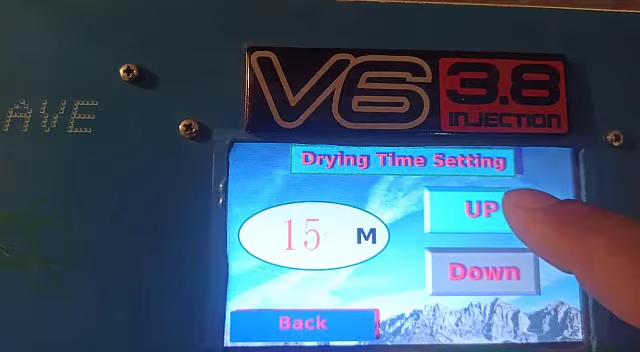 V6 3.8
INJECTION
Drying Time Setting
15 M
UP
Down
Back